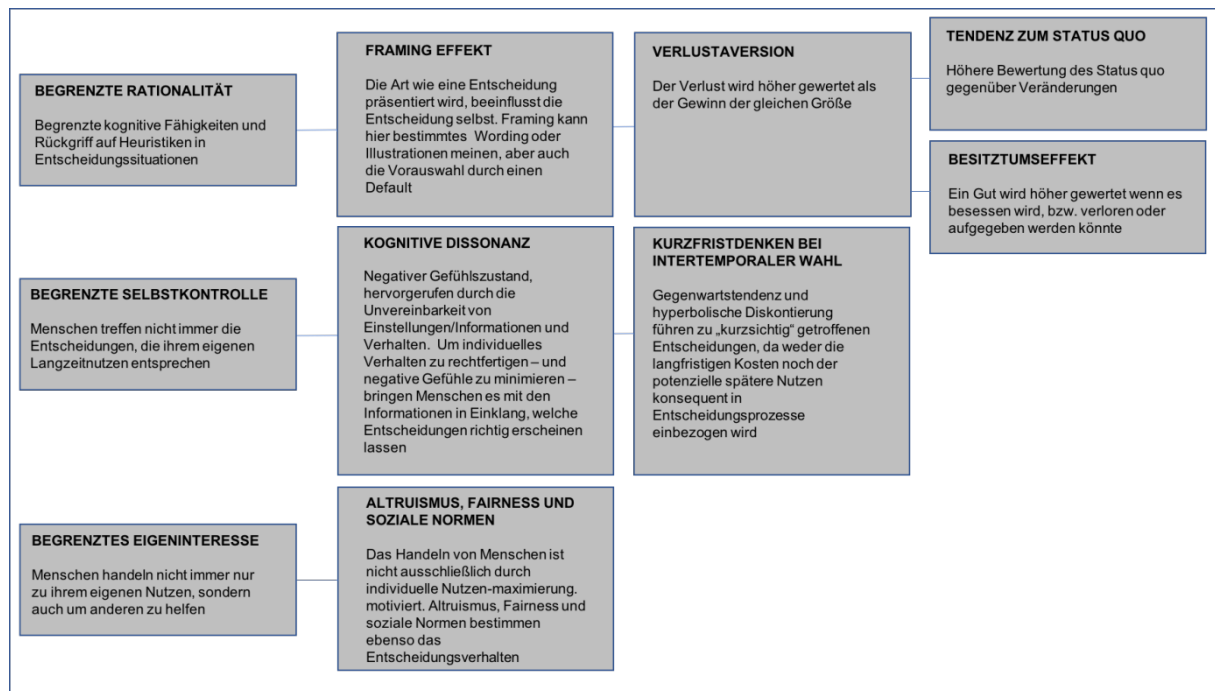 BEGRENZTE RATIONALITÄT
Begrenzte kognitive Fähigkeiten und
Rückgriff auf Heuristiken in
Entscheidungssituationen
FRAMING EFFEKT
Die Art wie eine Entscheidung
präsentiert wird, beeinflusst die
Entscheidung selbst. Framing kann
hier bestimmtes Wording oder
Illustrationen meinen, aber auch
die Vorauswahl durch einen
Default
VERLUSTAVERSION
Der Verlust wird höher gewertet als
der Gewinn der gleichen Größe
TENDENZ ZUM STATUS QUO
Höhere Bewertung des Status quo
gegenüber Veränderungen
BESITZTUMSEFFEKT
Ein Gut wird höher gewertet wenn es
besessen wird, bzw. verloren oder
aufgegeben werden könnte
BEGRENZTE SELBSTKONTROLLE
Menschen treffen nicht immer die
Entscheidungen, die ihrem eigenen
Langzeitnutzen entsprechen
KOGNITIVE DISSONANZ
Negativer Gefühlszustand,
hervorgerufen durch die
Unvereinbarkeit von
Einstellungen/Informationen und
Verhalten. Um individuelles
Verhalten zu rechtfertigen – und
negative Gefühle zu minimieren –
bringen Menschen es mit den
Informationen in Einklang, welche
Entscheidungen richtig erscheinen
lassen
KURZFRISTDENKEN BEI
INTERTEMPORALER WAHL
Gegenwartstendenz und
hyperbolische Diskontierung
führen zu „kurzsichtig“ getroffenen
Entscheidungen, da weder die
langfristigen Kosten noch der
potenzielle spätere Nutzen
konsequent in
Entscheidungsprozesse
einbezogen wird
BEGRENZTES EIGENINTERESSE
Menschen handeln nicht immer nur
zu ihrem eigenen Nutzen, sondern
auch um anderen zu helfen
ALTRUISMUS, FAIRNESS UND
SOZIALE NORMEN
Das Handeln von Menschen ist
nicht ausschließlich durch
individuelle Nutzen-maximierung.
motiviert. Altruismus, Fairness und
soziale Normen bestimmen
ebenso das
Entscheidungsverhalten